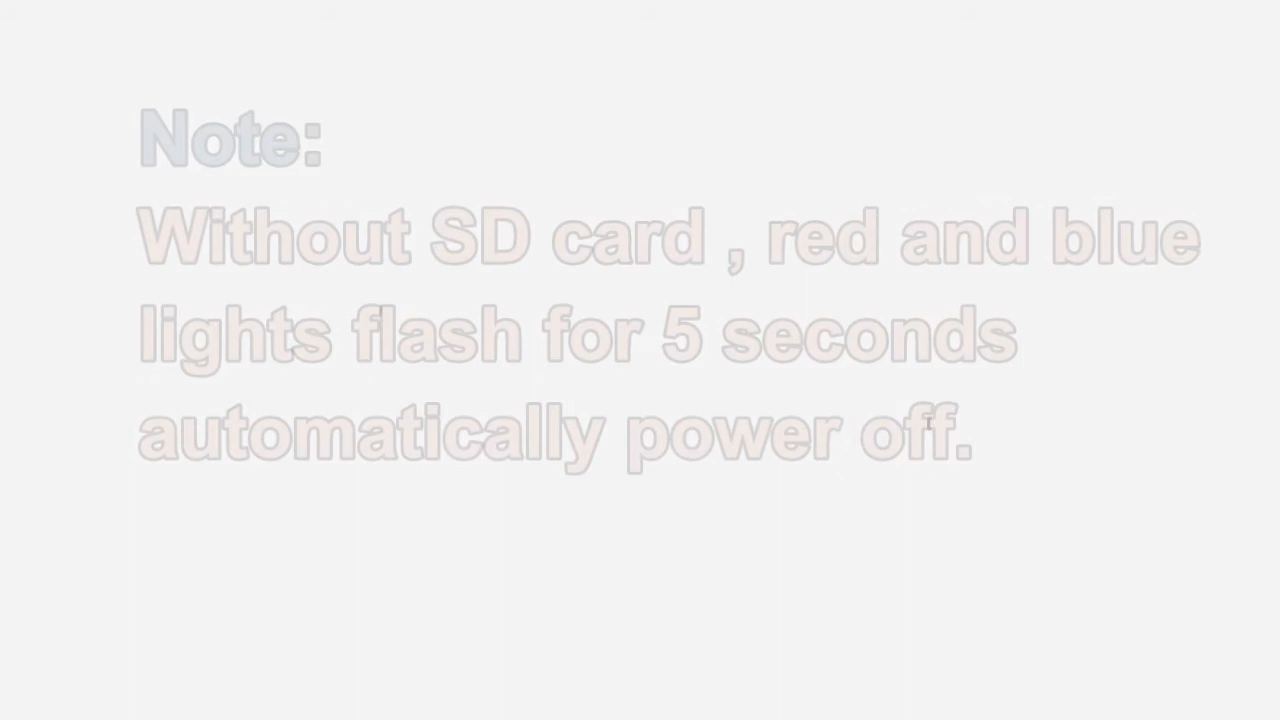 Note:
Without SD card , red and blue
lights flash for 5 seconds
automatically power off.